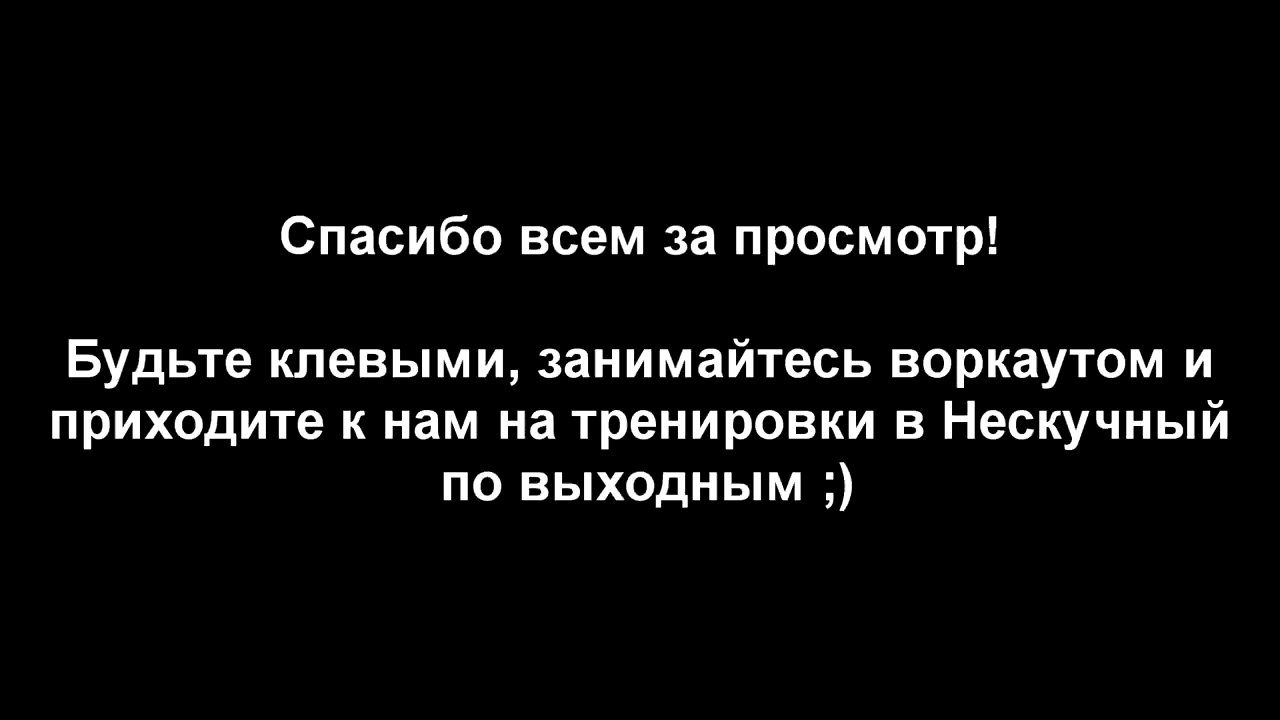 Спасибо всем за просмотр!
Будьте клевыми, занимайтесь воркаутом и
приходите к нам на тренировки в Нескучный
по выходным ;)